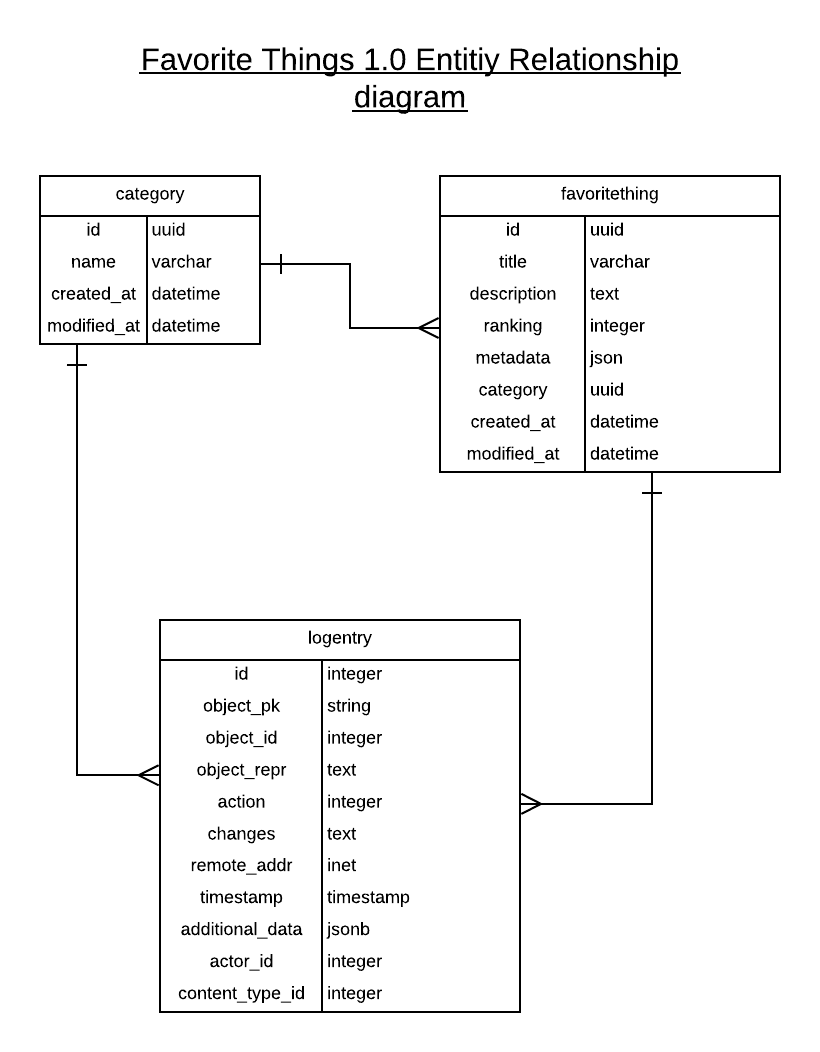 Favorite Things 1.0 Entitiy Relationship
diagram
category
id uuid
name varchar
created_at datetime
modified_at datetime
favoritething
id uuid
title varchar
description text
ranking integer
metadata json
category uuid
created_at datetime
modified_at datetime
logentry
id integer
object_pk string
object_id integer
object_repr text
action integer
changes text
remote_addr inet
timestamp timestamp
additional_data jsonb
actor_id integer
content_type_id integer